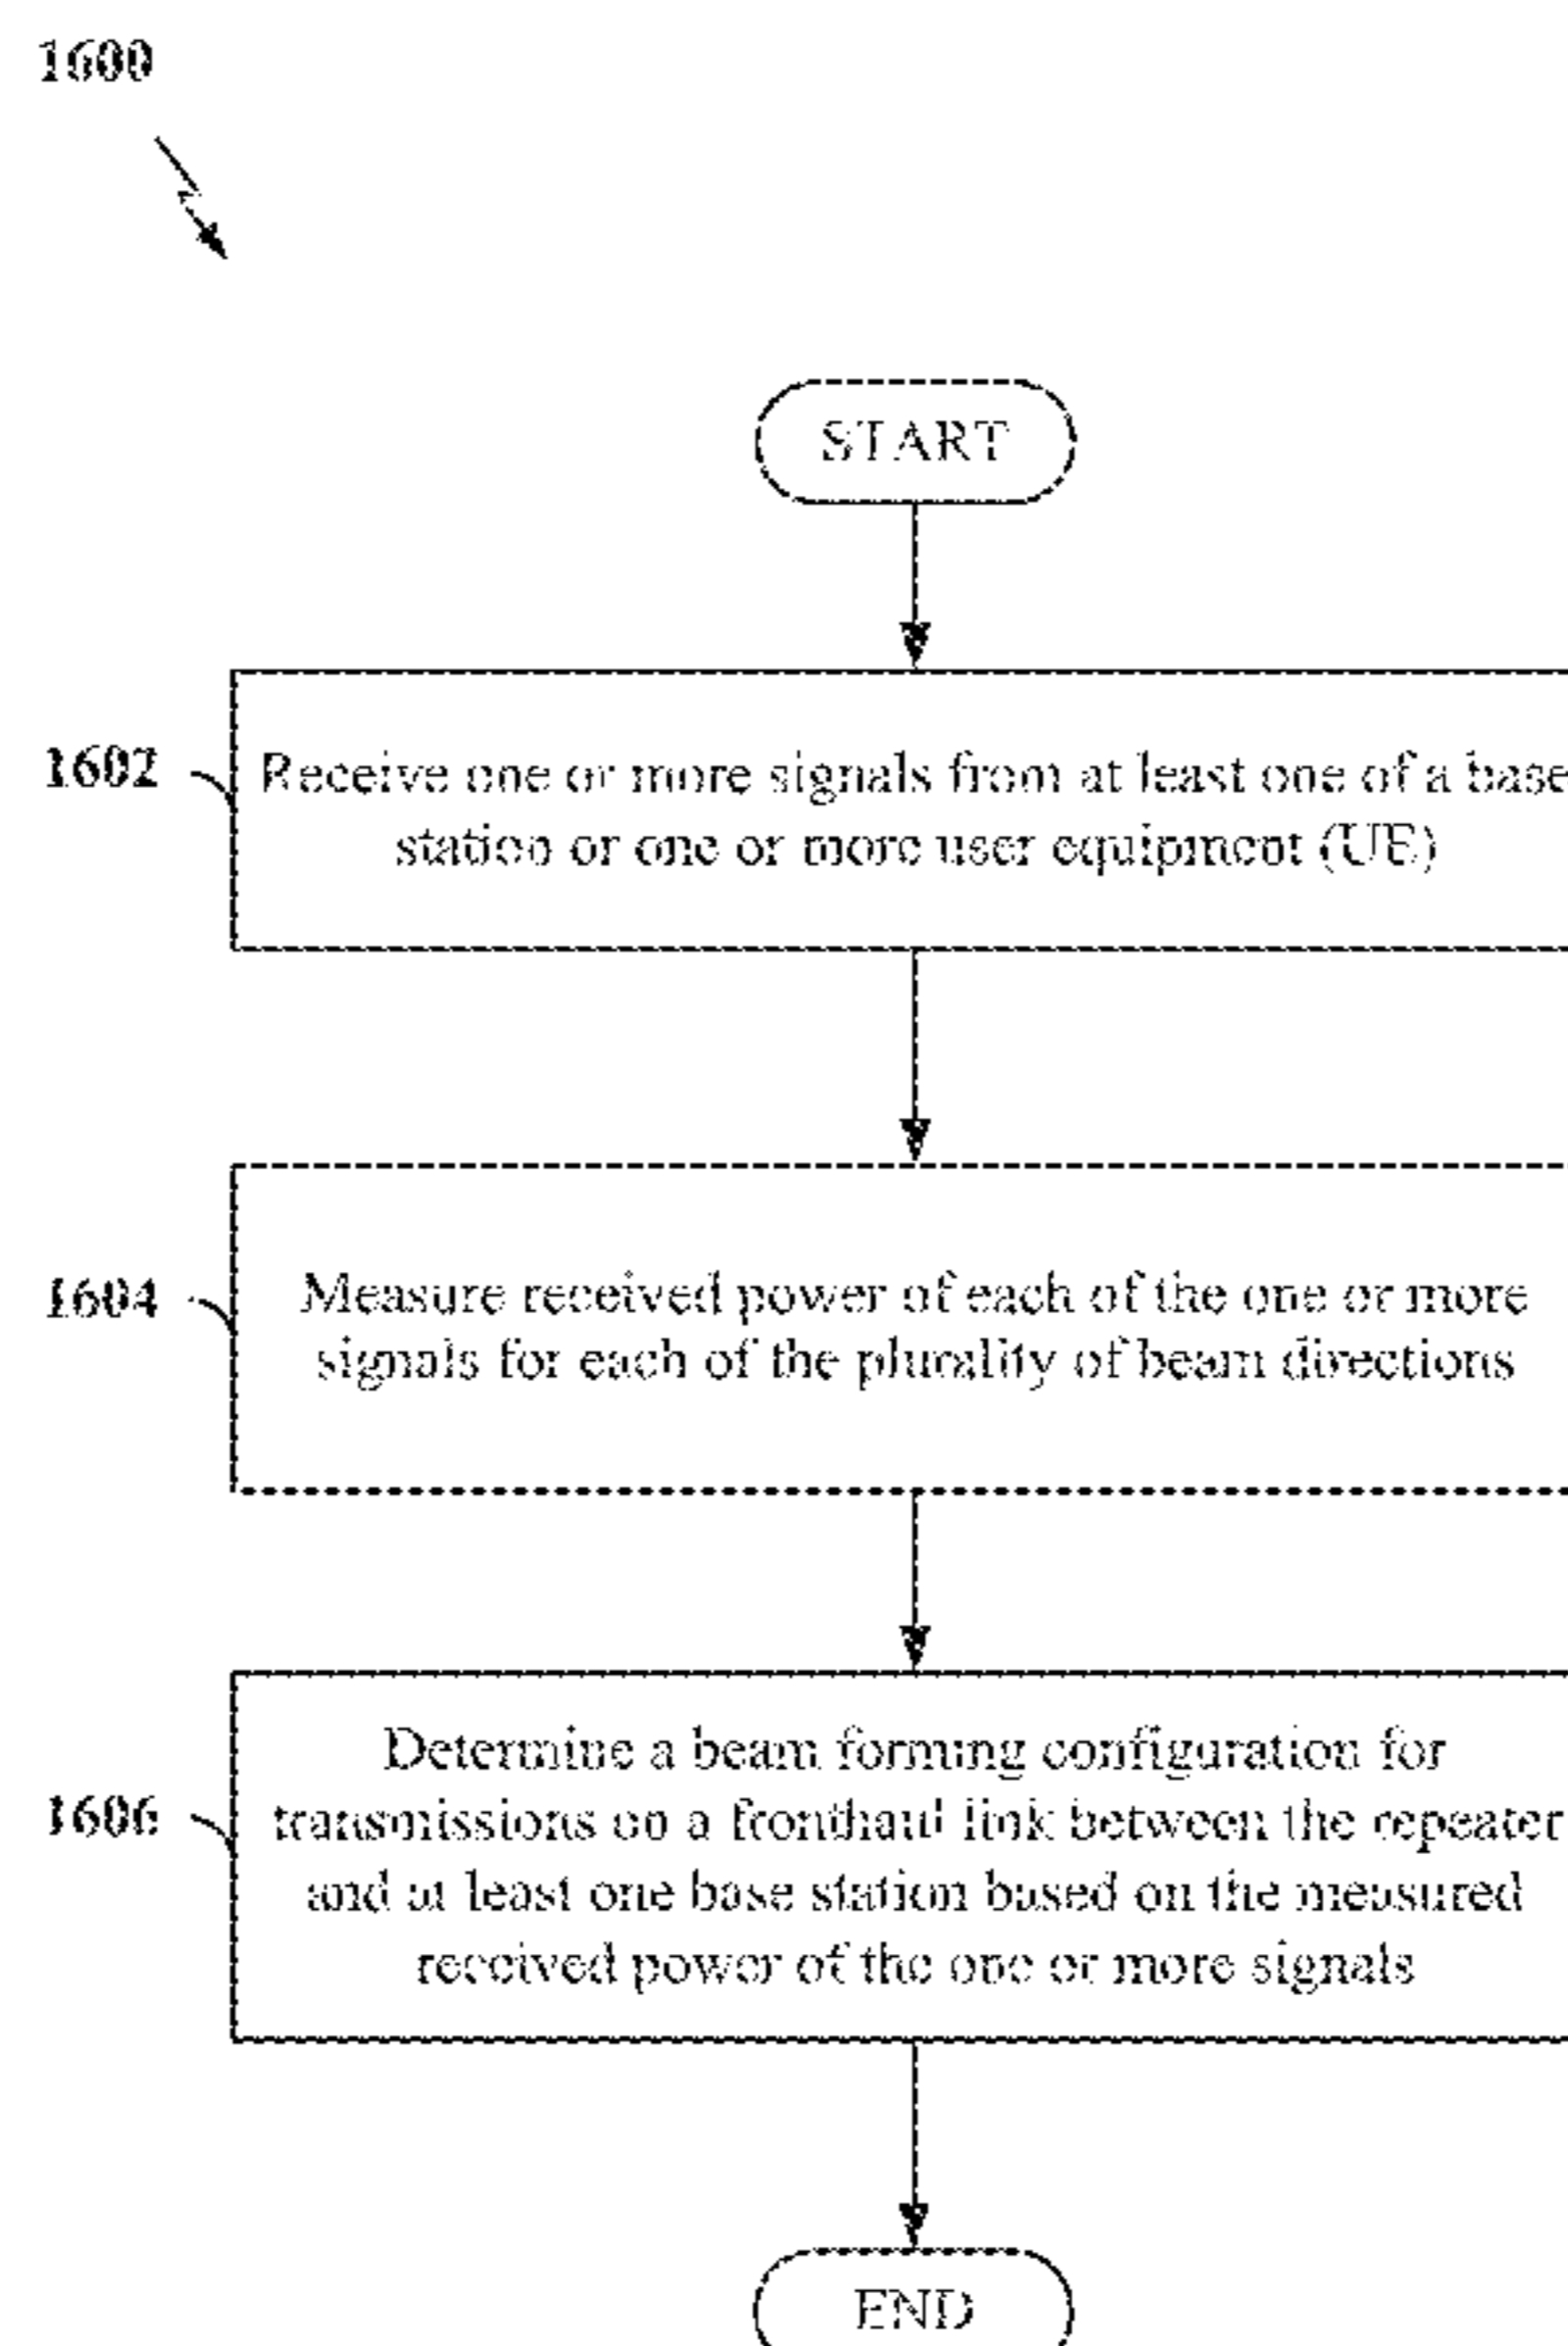 1600
START
1602
Receive one or more signals from at least one of a base
station or one or more user equipment (UE)
1604
Measure received power of each of the one or more
signals for each of the plurality of beam directions
1606
Determine a beam forming configuration for
transmissions on a fronthaul link between the repeater
and at least one base station based on the measured
received power of the one or more signals
END